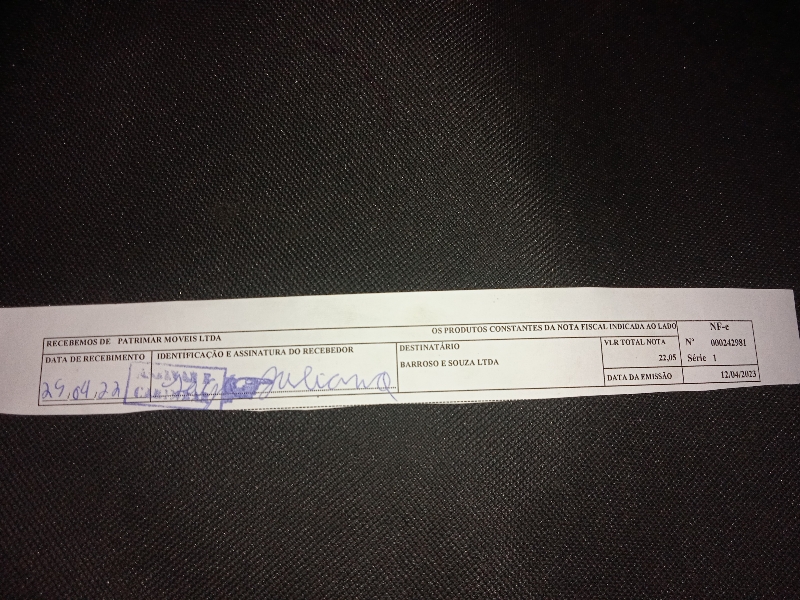 RECEBEMOS DE PATRIMAR MOVEIS LTDA OS PRODUTOS CONSTANTES DA NOTA FISCAL INDICADA AO LADO
DATA DE RECEBIMENTO
IDENTIFICAÇÃO E ASSINATURA DO RECEBEDOR
Juliana
DESTINATÁRIO
BARROSO E SOUZA LTDA
VLR TOTAL NOTA
22,05
DATA DA EMISSÃO
12/04/2023
NF-e
Nº 000242981
Série 1